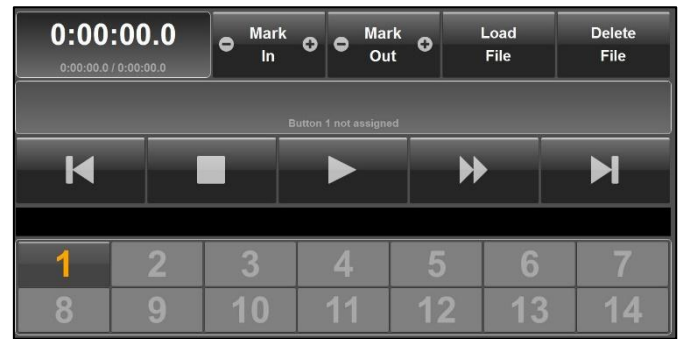 0:00:00.0
0:00:00.0 / 0:00:00.0
Mark
In
Mark
Out
Load
File
Delete
File
Button 1 not assigned
1 2 3 4 5 6 7
8 9 10 11 12 13 14